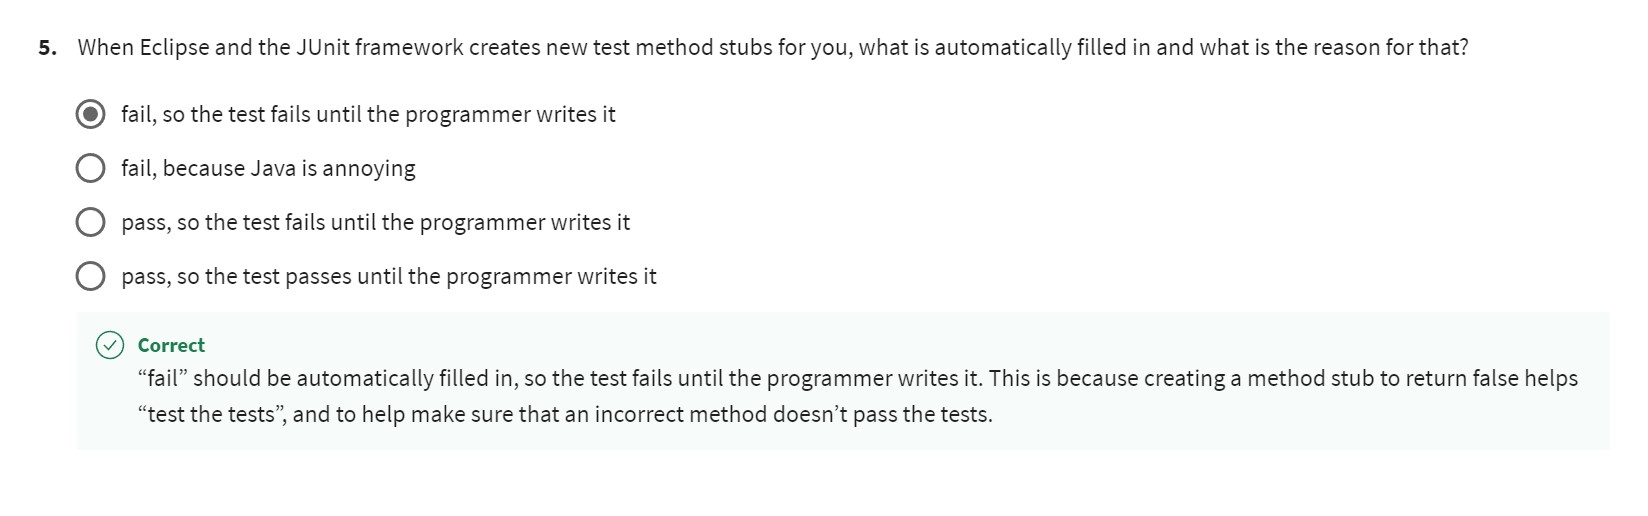 5. When Eclipse and the JUnit framework creates new test method stubs for you, what is automatically filled in and what is the reason for that?
fail, so the test fails until the programmer writes it
fail, because Java is annoying
pass, so the test fails until the programmer writes it
pass, so the test passes until the programmer writes it
Correct
“fail” should be automatically filled in, so the test fails until the programmer writes it. This is because creating a method stub to return false helps
“test the tests”, and to help make sure that an incorrect method doesn’t pass the tests.